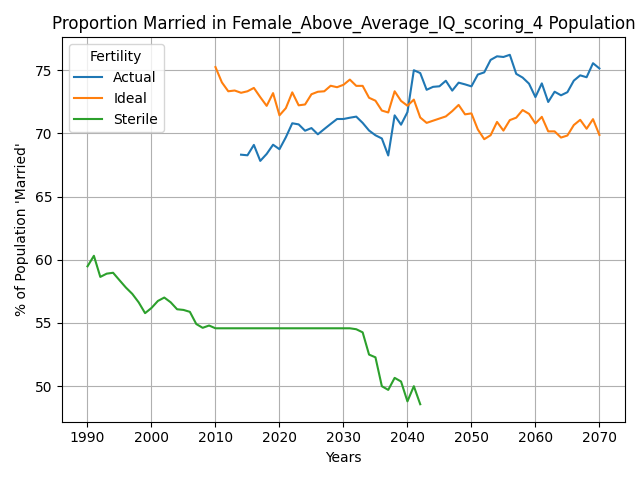 Proportion Married in Female_Above_Average_IQ_scoring_4 Population
Fertility
Actual
Ideal
Sterile
% of Population 'Married'
75
70
65
60
55
50
1990 2000 2010 2020 2030 2040 2050 2060 2070
Years